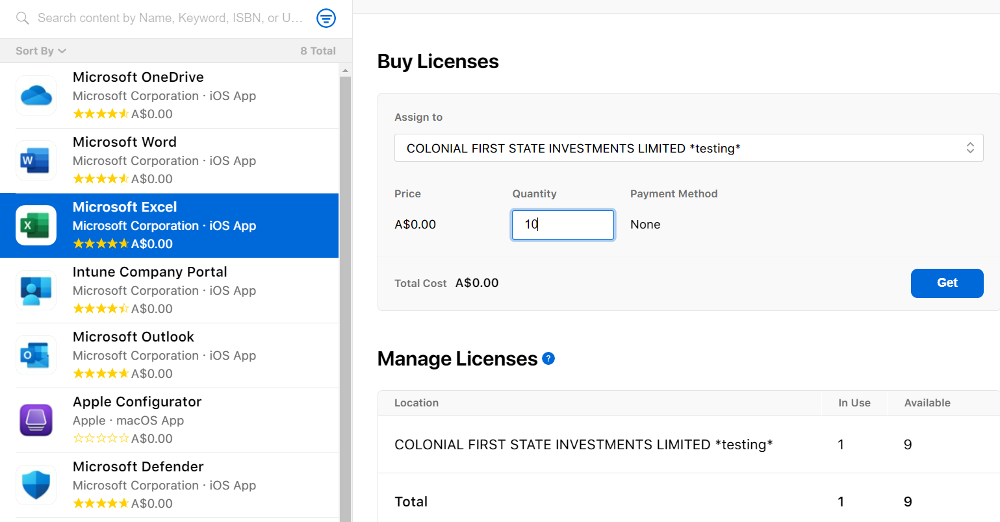 Search content by Name, Keyword, ISBN, or U...
Sort By
8 Total
Microsoft OneDrive
Microsoft Corporation · iOS App
A$0.00
Microsoft Word
Microsoft Corporation · iOS App
A$0.00
Microsoft Excel
Microsoft Corporation · iOS App
A$0.00
Intune Company Portal
Microsoft Corporation · iOS App
A$0.00
Microsoft Outlook
Microsoft Corporation · iOS App
A$0.00
Apple Configurator
Apple · macOS App
A$0.00
Microsoft Defender
Microsoft Corporation · iOS App
A$0.00
Buy Licenses
Assign to
COLONIAL FIRST STATE INVESTMENTS LIMITED *testing*
Price Quantity Payment Method
A$0.00 10 None
Total Cost A$0.00
Get
Manage Licenses ?
Location In Use Available
COLONIAL FIRST STATE INVESTMENTS LIMITED *testing* 1 9
Total 1 9